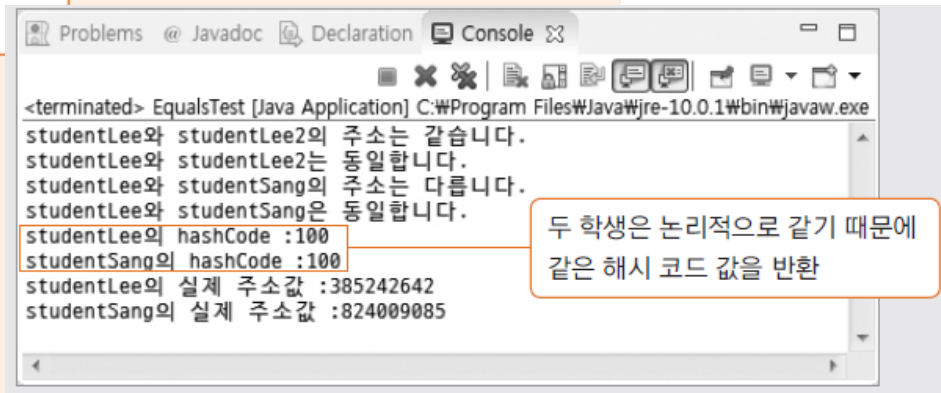 Problems @ Javadoc Declaration Console
<terminated> EqualsTest [Java Application] C:₩Program Files₩Java₩jre-10.0.1₩bin₩javaw.exe
studentLee와 studentLee2의 주소는 같습니다.
studentLee와 studentLee2는 동일합니다.
studentLee와 studentSang의 주소는 다릅니다.
studentLee와 studentSang은 동일합니다.
studentLee의 hashCode :100
studentSang의 hashCode :100
studentLee의 실제 주소값 :385242642
studentSang의 실제 주소값 :824009085
두 학생은 논리적으로 같기 때문에
같은 해시 코드 값을 반환